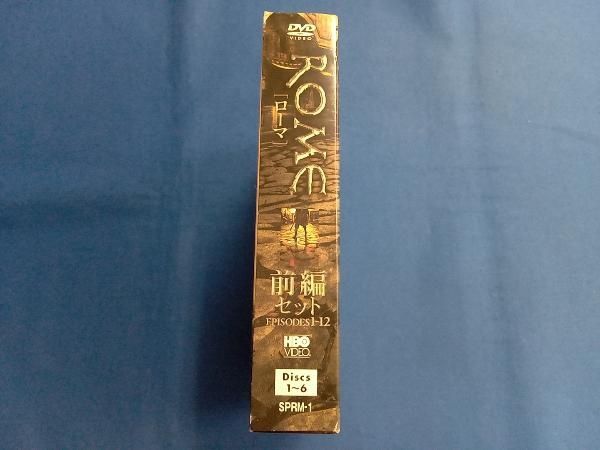 DVD
VIDEO
ROME
[ローマ]
前編
セット
EPISODES 1-12
HBO
VIDEO
Discs
1~6
SPRM-1